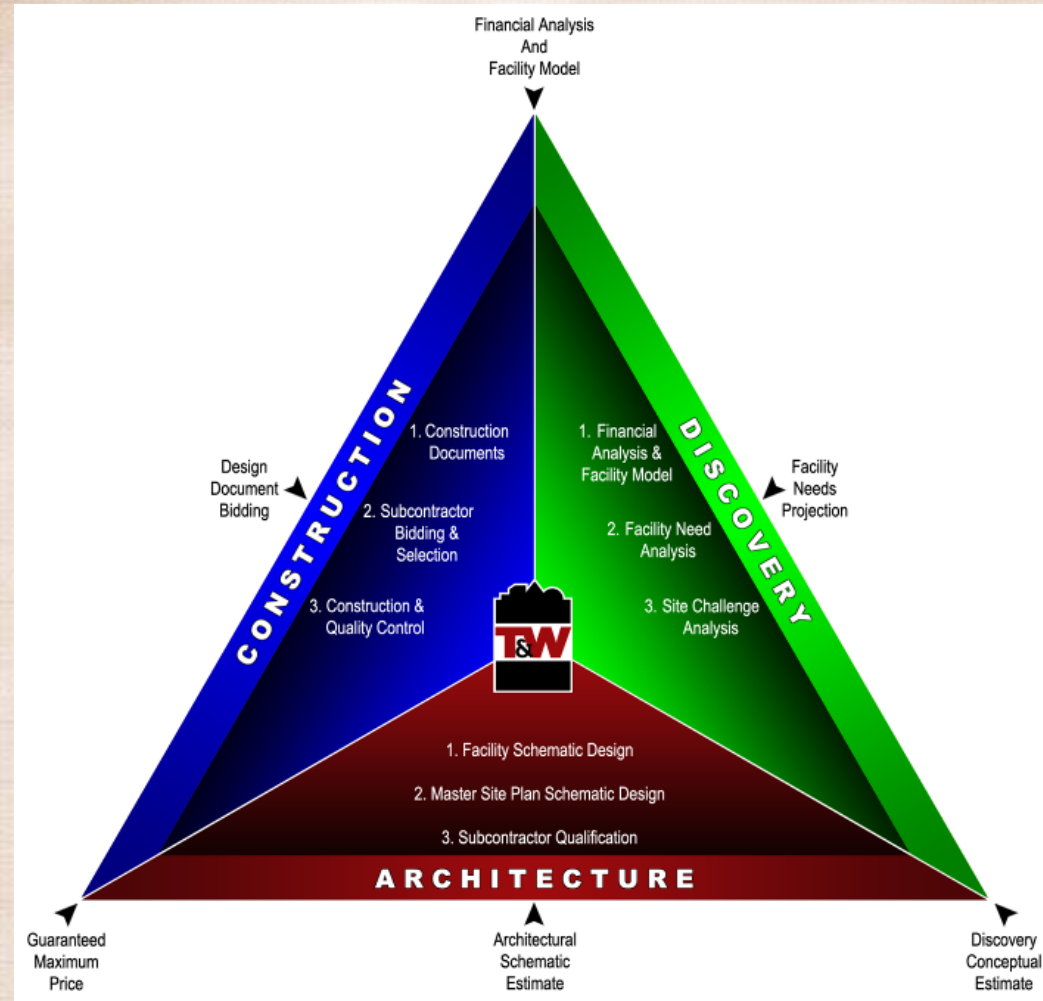 Financial Analysis
And
Facility Model
CONSTRUCTION
1. Construction
Documents
2. Subcontractor
Bidding &
Selection
3. Construction &
Quality Control
Design
Document
Bidding
DISCOVERY
1. Financial
Analysis &
Facility Model
2. Facility Need
Analysis
3. Site Challenge
Analysis
Facility
Needs
Projection
T&W
1. Facility Schematic Design
2. Master Site Plan Schematic Design
3. Subcontractor Qualification
ARCHITECTURE
Guaranteed
Maximum
Price
Architectural
Schematic
Estimate
Discovery
Conceptual
Estimate